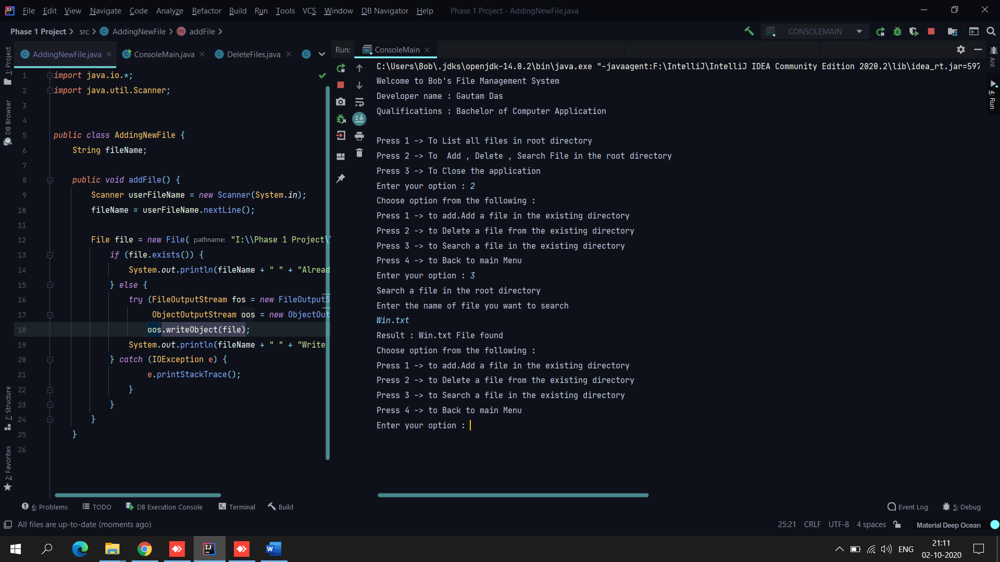 File Edit View Navigate Code Analyze Refactor Build Run Tools VCS Window DB Navigator Help Phase 1 Project - AddingNewFile.java
Phase 1 Project src AddingNewFile addFile CONSOLEMAIN
AddingNewFile.java ConsoleMain.java DeleteFiles.java
Run: ConsoleMain
1: Project
DB Browser
7: Structure
2: Favorites
1 import java.io.*;
2 import java.util.Scanner;
3
4
5 public class AddingNewFile {
6 String fileName;
7
8 public void addFile() {
9 Scanner userFileName = new Scanner(System.in);
10 fileName = userFileName.nextLine();
11
12 File file = new File( pathname: "I:\\Phase 1 Project\
13 if (file.exists()) {
14 System.out.println(fileName + " " + "Alread
15 } else {
16 try (FileOutputStream fos = new FileOutputS
17 ObjectOutputStream oos = new ObjectOut
18 oos.writeObject(file);
19 System.out.println(fileName + " " + "Write
20 } catch (IOException e) {
21 e.printStackTrace();
22 }
23 }
24 }
25 }
26
C:\Users\Bob\.jdks\openjdk-14.0.2\bin\java.exe "-javaagent:F:\IntelliJ\IntelliJ IDEA Community Edition 2020.2\lib\idea_rt.jar=597
Welcome to Bob's File Management System
Developer name : Gautam Das
Qualifications : Bachelor of Computer Application
Press 1 -> To List all files in root directory
Press 2 -> To  Add , Delete , Search File in the root directory
Press 3 -> To Close the application
Enter your option : 2
Choose option from the following :
Press 1 -> to add.Add a file in the existing directory
Press 2 -> to Delete a file from the existing directory
Press 3 -> to Search a file in the existing directory
Press 4 -> to Back to main Menu
Enter your option : 3
Search a file in the root directory
Enter the name of file you want to search
Win.txt
Result : Win.txt File found
Choose option from the following :
Press 1 -> to add.Add a file in the existing directory
Press 2 -> to Delete a file from the existing directory
Press 3 -> to Search a file in the existing directory
Press 4 -> to Back to main Menu
Enter your option :
Ant
4: Run
6: Problems TODO DB Execution Console Terminal Build Event Log 5: Debug
All files are up-to-date (moments ago) 25:21 CRLF UTF-8 4 spaces Material Deep Ocean
ENG 21:11
02-10-2020